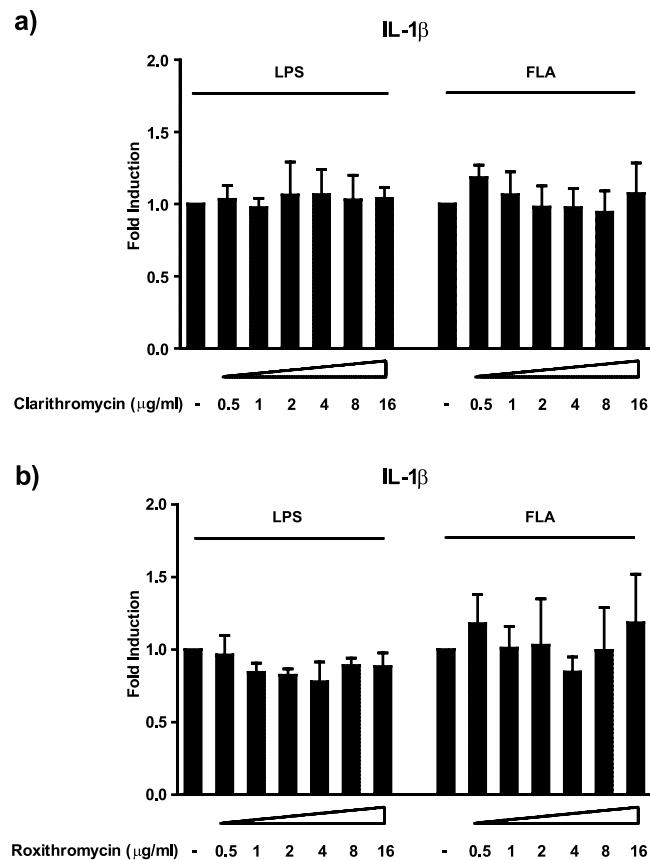 a)
IL-1β
LPS FLA
2.0
1.5
1.0
0.5
0.0
Fold Induction
Clarithromycin (μg/ml) - 0.5 1 2 4 8 16 - 0.5 1 2 4 8 16
b)
IL-1β
LPS FLA
2.0
1.5
1.0
0.5
0.0
Fold Induction
Roxithromycin (μg/ml) - 0.5 1 2 4 8 16 - 0.5 1 2 4 8 16